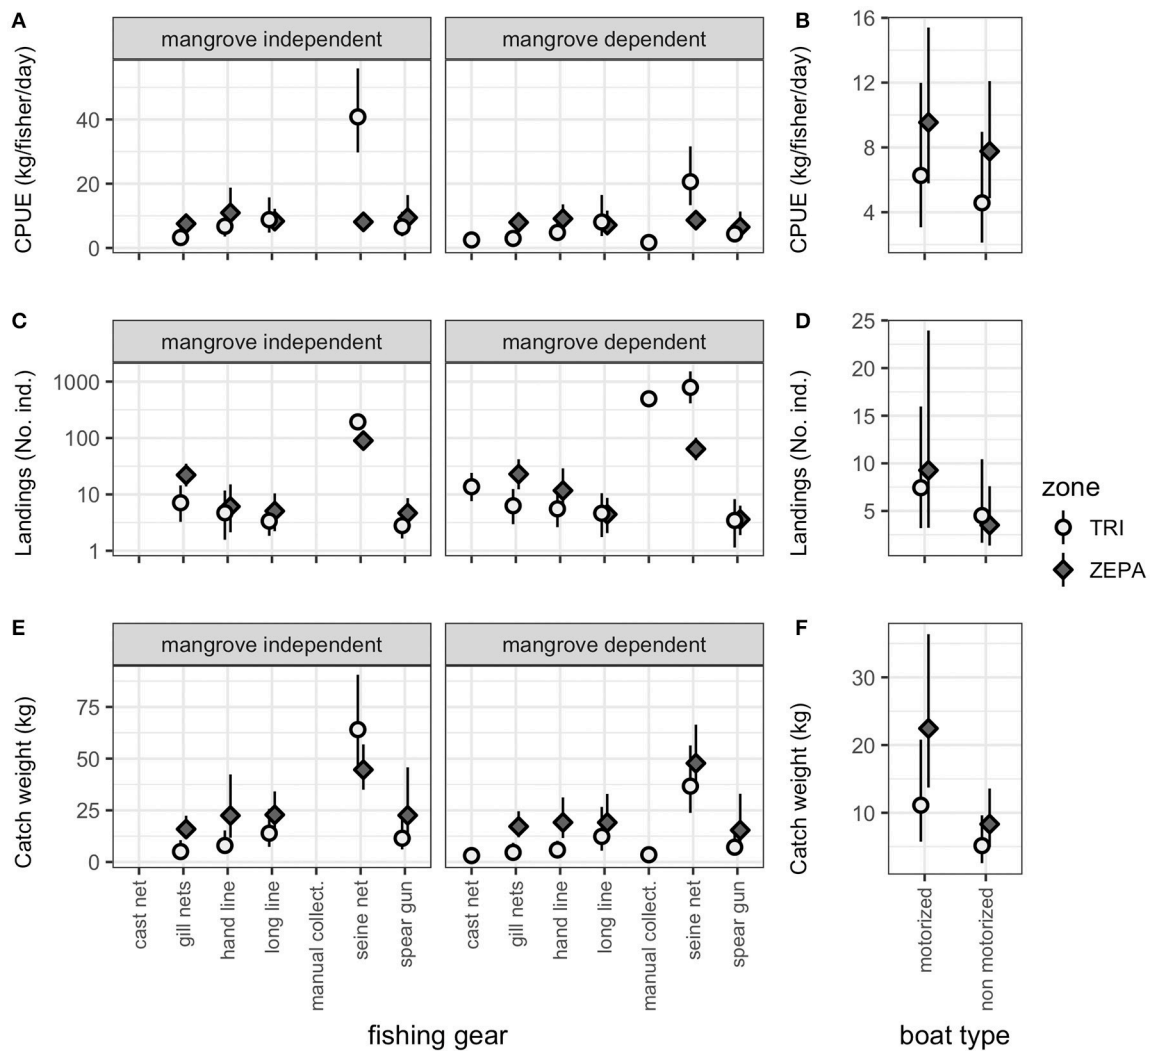 A
mangrove independent
mangrove dependent
CPUE (kg/fisher/day)
40
20
0
B
CPUE (kg/fisher/day)
16
12
8
4
C
mangrove independent
mangrove dependent
Landings (No. ind.)
1000
100
10
1
D
Landings (No. ind.)
25
20
15
10
5
zone
TRI
ZEPA
E
mangrove independent
mangrove dependent
Catch weight (kg)
75
50
25
0
F
Catch weight (kg)
30
20
10
cast net
gill nets
hand line
long line
manual collect.
seine net
spear gun
cast net
gill nets
hand line
long line
manual collect.
seine net
spear gun
motorized
non motorized
fishing gear
boat type